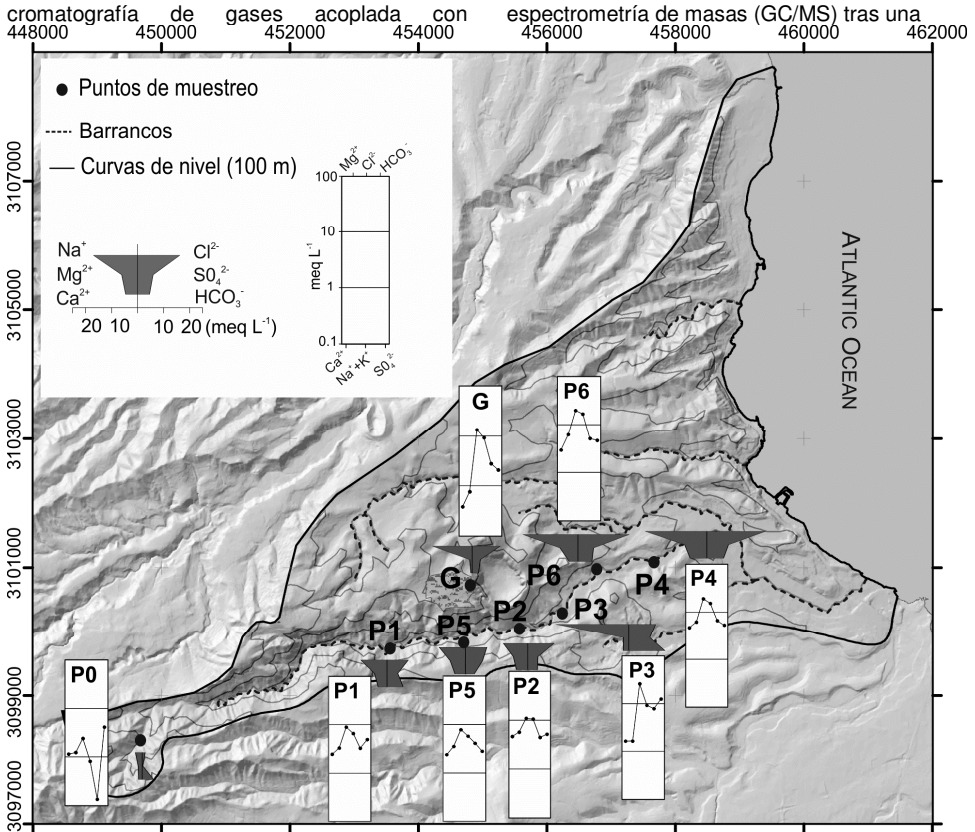 cromatografía de gases acoplada con espectrometría de masas (GC/MS) tras una
448000 450000 452000 454000 456000 458000 460000 462000
Puntos de muestreo
Barrancos
Curvas de nivel (100 m)
Mg²⁺ Cl²⁻ HCO₃⁻
100
10
1
0.1
meq L⁻¹
Ca²⁺ Na⁺+K⁺ S0₄²⁻
Na⁺ Cl²⁻
Mg²⁺ S0₄²⁻
Ca²⁺ HCO₃⁻
20 10 10 20 (meq L⁻¹)
3107000
3105000
3103000
3101000
3099000
3097000
ATLANTIC OCEAN
G
P6
G
P6
P4
P4
P1
P5
P2
P3
P0
P1
P5
P2
P3